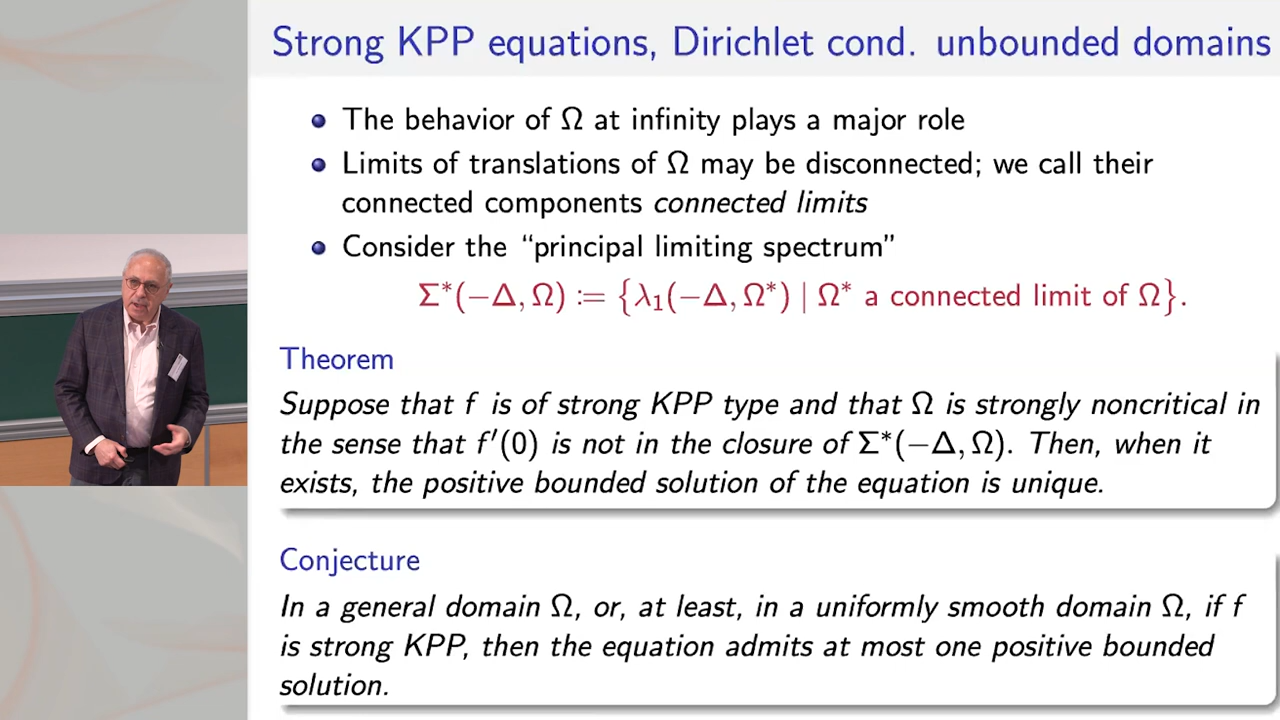 Strong KPP equations, Dirichlet cond. unbounded domains
The behavior of Ω at infinity plays a major role
Limits of translations of Ω may be disconnected; we call their
connected components connected limits
Consider the “principal limiting spectrum”
Σ*(−Δ, Ω) := {λ₁(−Δ, Ω*) | Ω* a connected limit of Ω}.
Theorem
Suppose that f is of strong KPP type and that Ω is strongly noncritical in
the sense that f′(0) is not in the closure of Σ*(−Δ, Ω). Then, when it
exists, the positive bounded solution of the equation is unique.
Conjecture
In a general domain Ω, or, at least, in a uniformly smooth domain Ω, if f
is strong KPP, then the equation admits at most one positive bounded
solution.